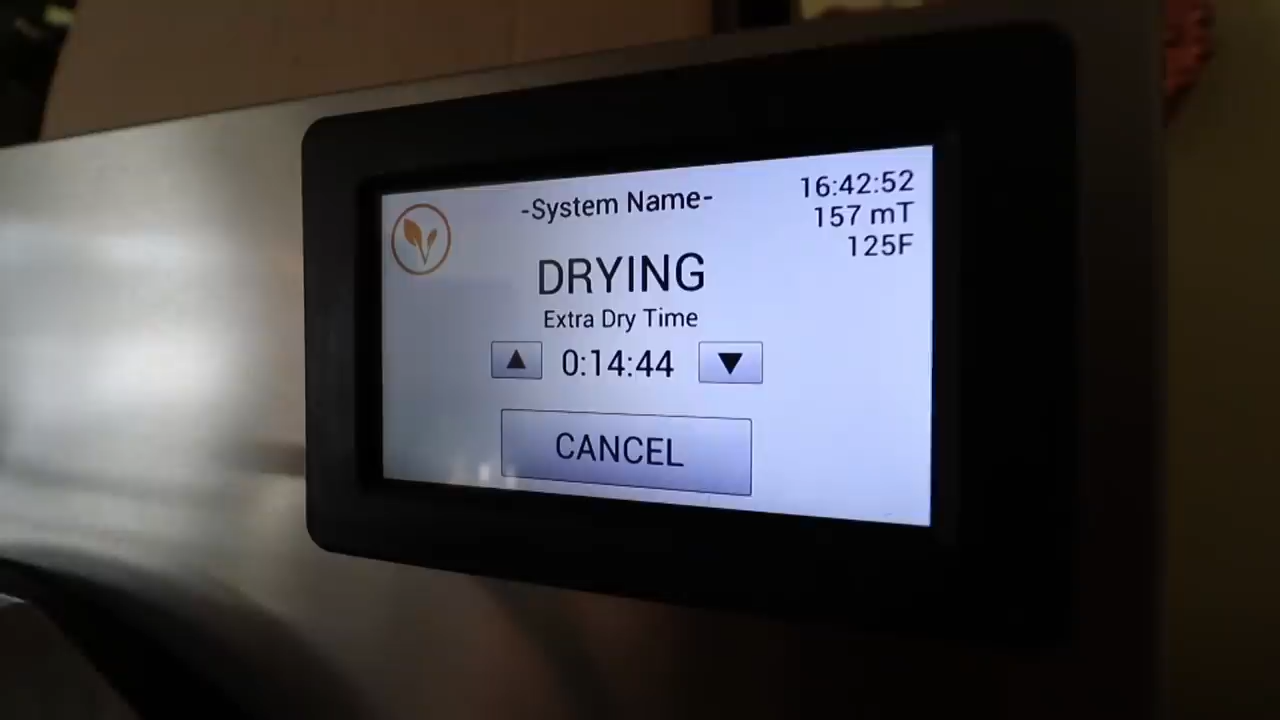 -System Name-
16:42:52
157 mT
125F
DRYING
Extra Dry Time
0:14:44
CANCEL